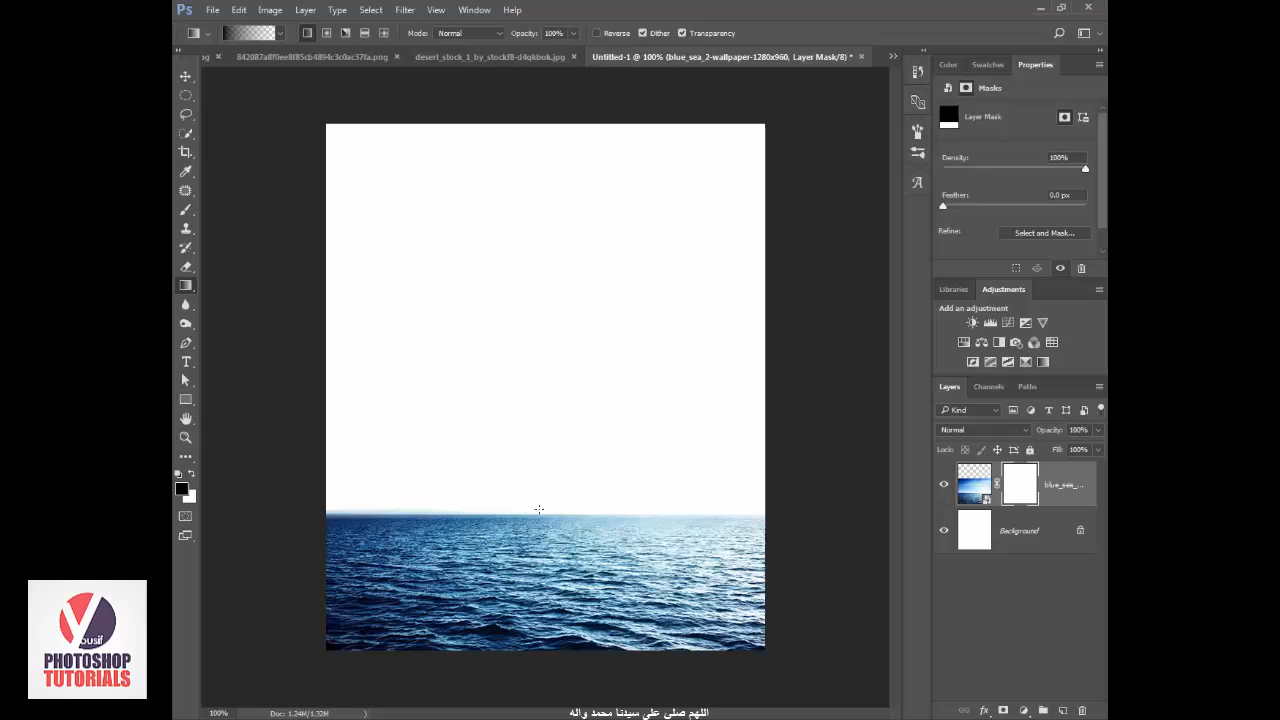 Ps File Edit Image Layer Type Select Filter View Window Help
Mode: Normal Opacity: 100% Reverse Dither Transparency
.png 842087a8f0ee8f85cb4894c3c0ac37fa.png desert_stock_1_by_stockf8-d4qkbok.jpg Untitled-1 @ 100% (blue_sea_2-wallpaper-1280x960, Layer Mask/8) *
Color Swatches Properties
Masks
Layer Mask
Density: 100%
Feather: 0.0 px
Refine: Select and Mask...
Libraries Adjustments
Add an adjustment
Layers Channels Paths
Kind
Normal Opacity: 100%
Lock: Fill: 100%
blue_sea_...
Background
fx
100% Doc: 1.24M/1.32M
Yousif
PHOTOSHOP
TUTORIALS
اللهم صلى على سيدنا محمد واله